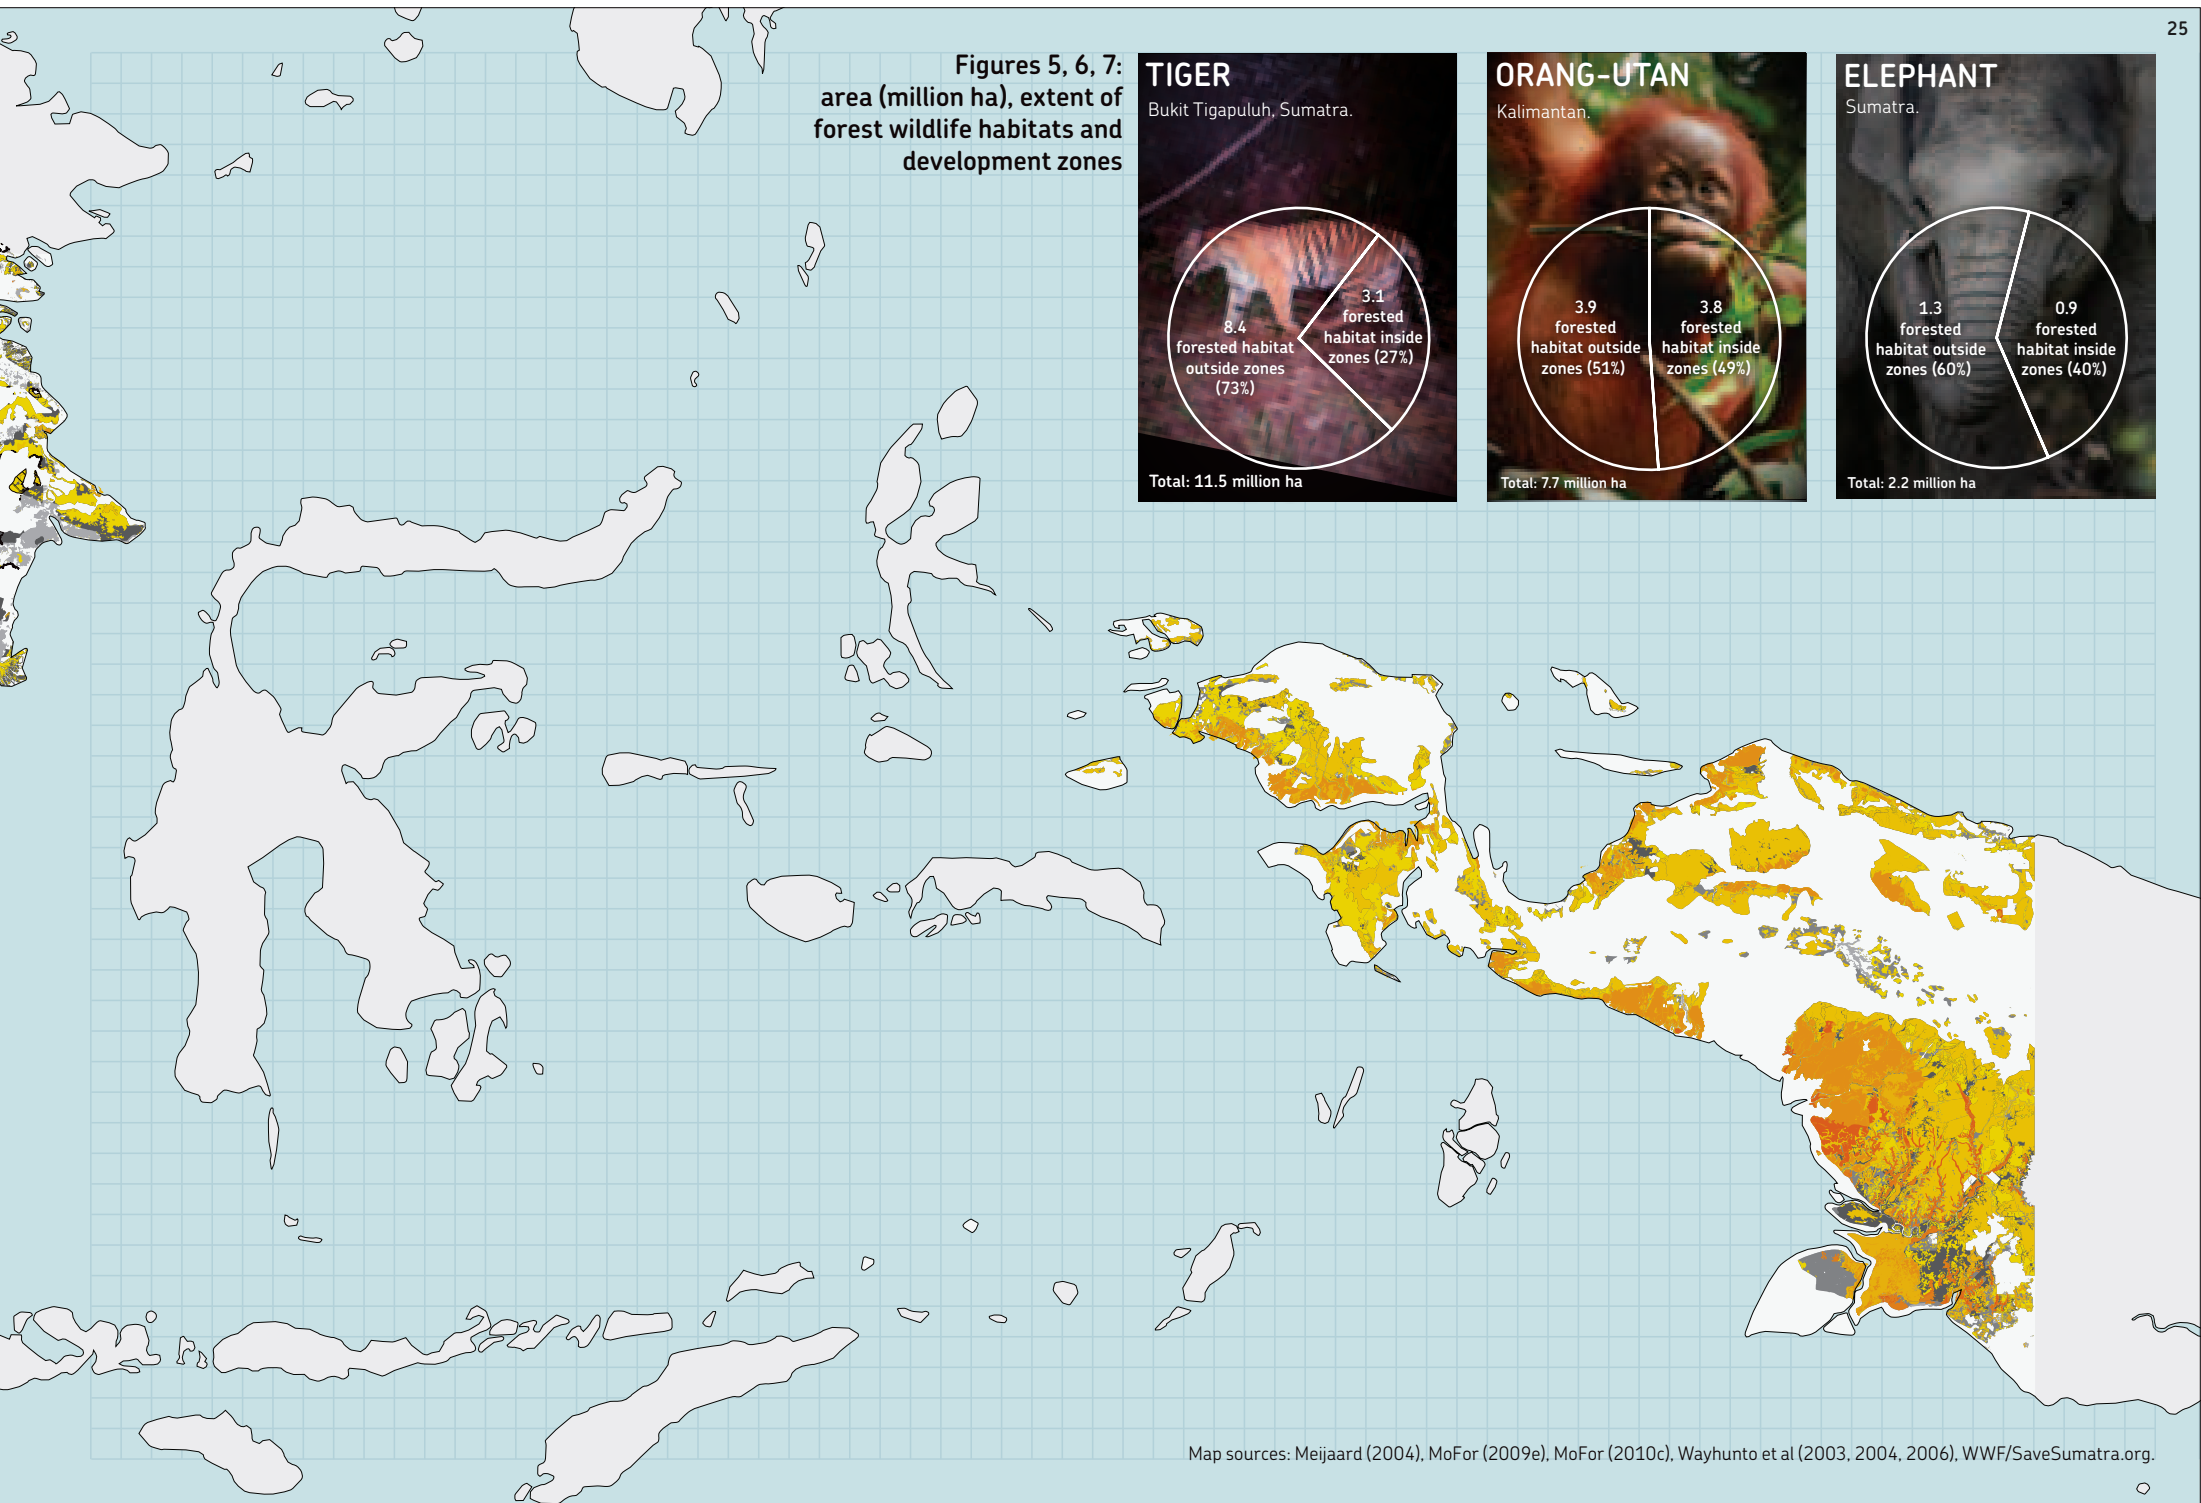 25
Figures 5, 6, 7:
area (million ha), extent of
forest wildlife habitats and
development zones
TIGER
Bukit Tigapuluh, Sumatra.
8.4
forested habitat
outside zones
(73%)
3.1
forested
habitat inside
zones (27%)
Total: 11.5 million ha
ORANG-UTAN
Kalimantan.
3.9
forested
habitat outside
zones (51%)
3.8
forested
habitat inside
zones (49%)
Total: 7.7 million ha
ELEPHANT
Sumatra.
1.3
forested
habitat outside
zones (60%)
0.9
forested
habitat inside
zones (40%)
Total: 2.2 million ha
Map sources: Meijaard (2004), MoFor (2009e), MoFor (2010c), Wayhunto et al (2003, 2004, 2006), WWF/SaveSumatra.org.